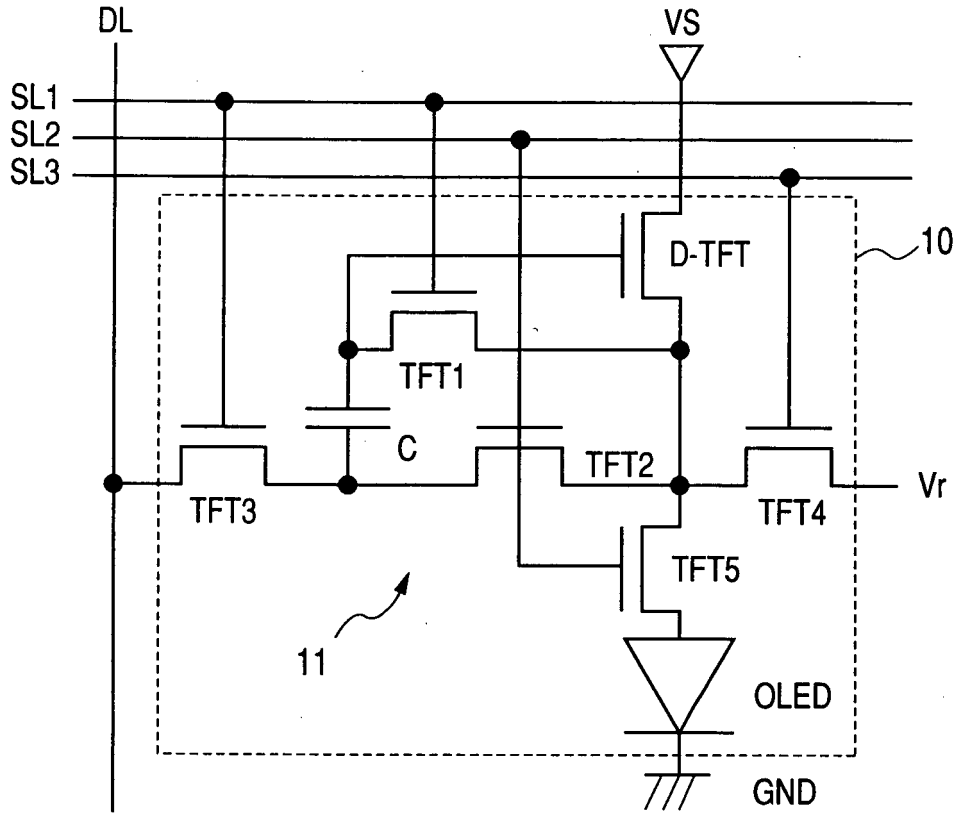 DL
VS
SL1
SL2
SL3
D-TFT
10
TFT1
C
TFT2
TFT3
TFT4
Vr
TFT5
11
OLED
GND